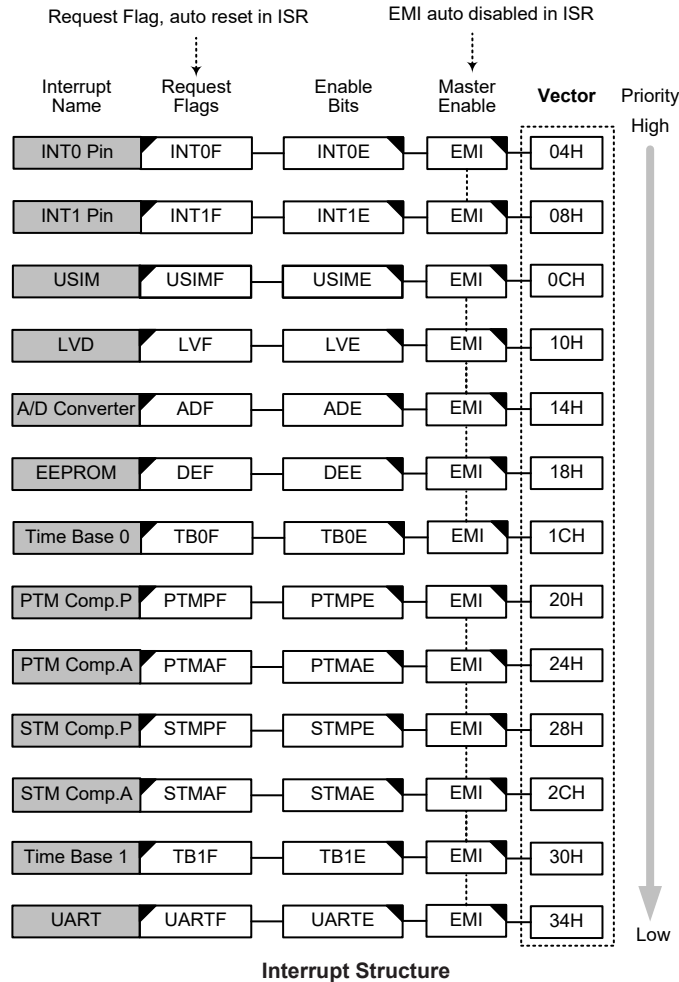 Request Flag, auto reset in ISR
EMI auto disabled in ISR
Interrupt Name
Request Flags
Enable Bits
Master Enable
Vector
Priority
High
INT0 Pin INT0F INT0E EMI 04H
INT1 Pin INT1F INT1E EMI 08H
USIM USIMF USIME EMI 0CH
LVD LVF LVE EMI 10H
A/D Converter ADF ADE EMI 14H
EEPROM DEF DEE EMI 18H
Time Base 0 TB0F TB0E EMI 1CH
PTM Comp.P PTMPF PTMPE EMI 20H
PTM Comp.A PTMAF PTMAE EMI 24H
STM Comp.P STMPF STMPE EMI 28H
STM Comp.A STMAF STMAE EMI 2CH
Time Base 1 TB1F TB1E EMI 30H
UART UARTF UARTE EMI 34H
Low
Interrupt Structure